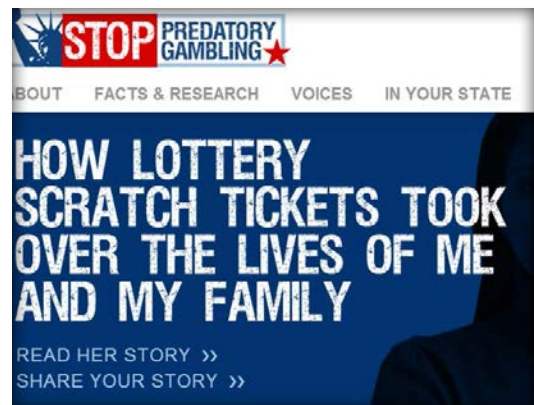 STOP PREDATORY
GAMBLING
ABOUT FACTS & RESEARCH VOICES IN YOUR STATE
HOW LOTTERY
SCRATCH TICKETS TOOK
OVER THE LIVES OF ME
AND MY FAMILY
READ HER STORY »
SHARE YOUR STORY »